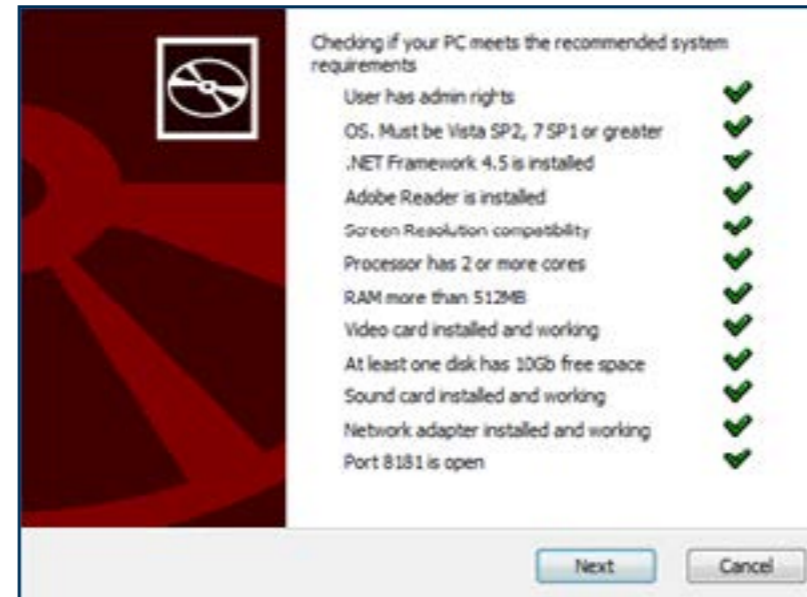 Checking if your PC meets the recommended system
requirements
User has admin rights
OS. Must be Vista SP2, 7 SP1 or greater
.NET Framework 4.5 is installed
Adobe Reader is installed
Screen Resolution compatibility
Processor has 2 or more cores
RAM more than 512MB
Video card installed and working
At least one disk has 10Gb free space
Sound card installed and working
Network adapter installed and working
Port 8181 is open
Next
Cancel